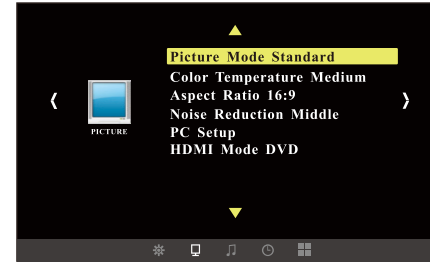 Picture Mode Standard
Color Temperature Medium
Aspect Ratio 16:9
Noise Reduction Middle
PICTURE
PC Setup
HDMI Mode DVD